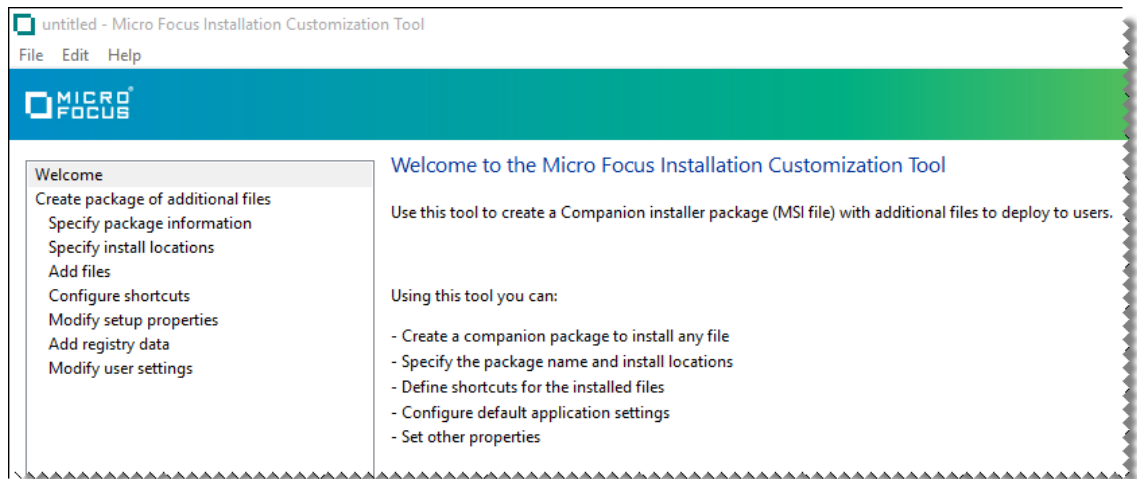 untitled - Micro Focus Installation Customization Tool
File Edit Help
MICRO®
FOCUS
Welcome
Create package of additional files
Specify package information
Specify install locations
Add files
Configure shortcuts
Modify setup properties
Add registry data
Modify user settings
Welcome to the Micro Focus Installation Customization Tool
Use this tool to create a Companion installer package (MSI file) with additional files to deploy to users.
Using this tool you can:
- Create a companion package to install any file
- Specify the package name and install locations
- Define shortcuts for the installed files
- Configure default application settings
- Set other properties